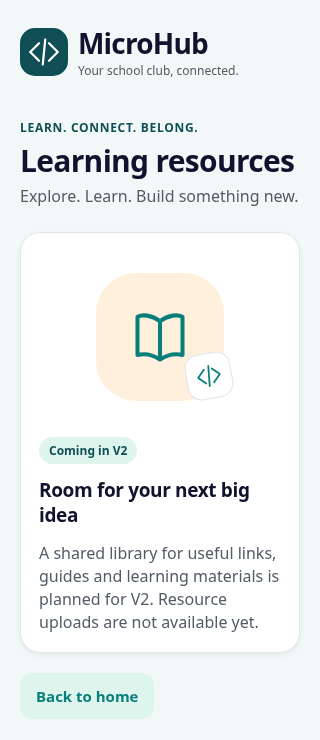 MicroHub
Your school club, connected.
LEARN. CONNECT. BELONG.
Learning resources
Explore. Learn. Build something new.
Coming in V2
Room for your next big
idea
A shared library for useful links,
guides and learning materials is
planned for V2. Resource
uploads are not available yet.
Back to home